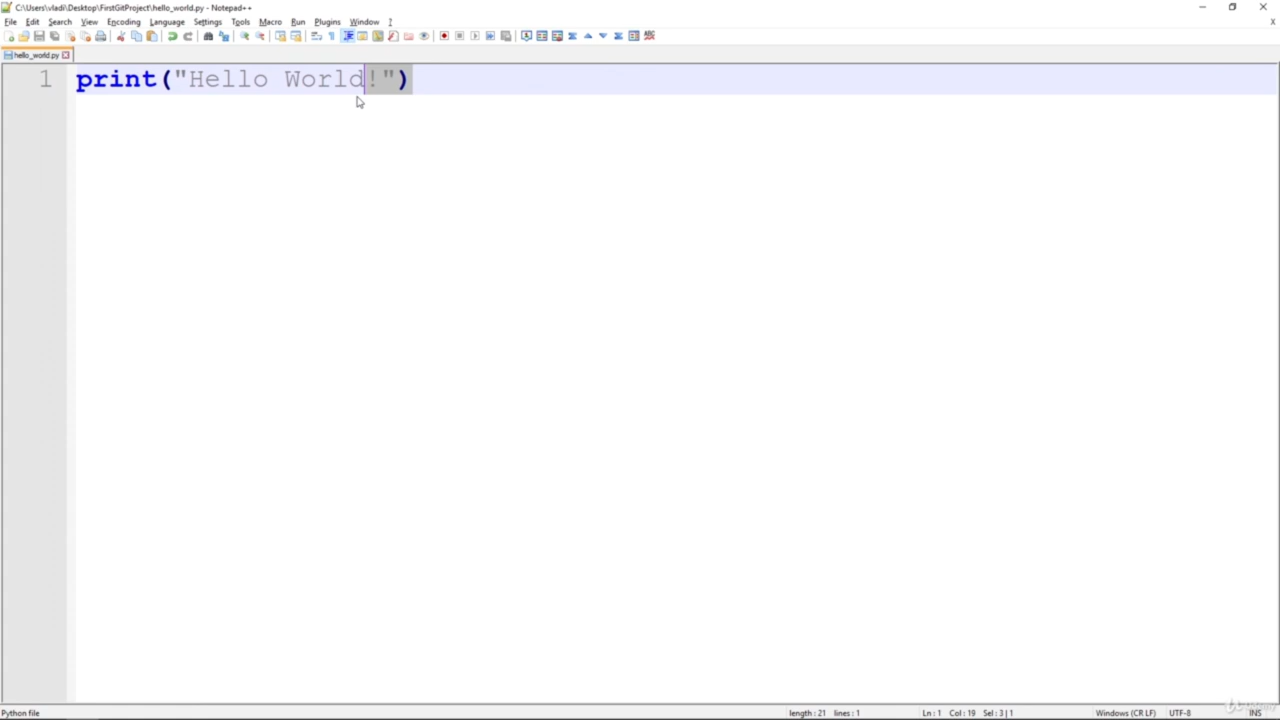 C:\Users\vladi\Desktop\FirstGitProject\hello_world.py - Notepad++
File Edit Search View Encoding Language Settings Tools Macro Run Plugins Window ?
hello_world.py
1 print("Hello World!")
Python file length : 21 lines : 1 Ln : 1 Col : 19 Sel : 3 | 1 Windows (CR LF) UTF-8 INS